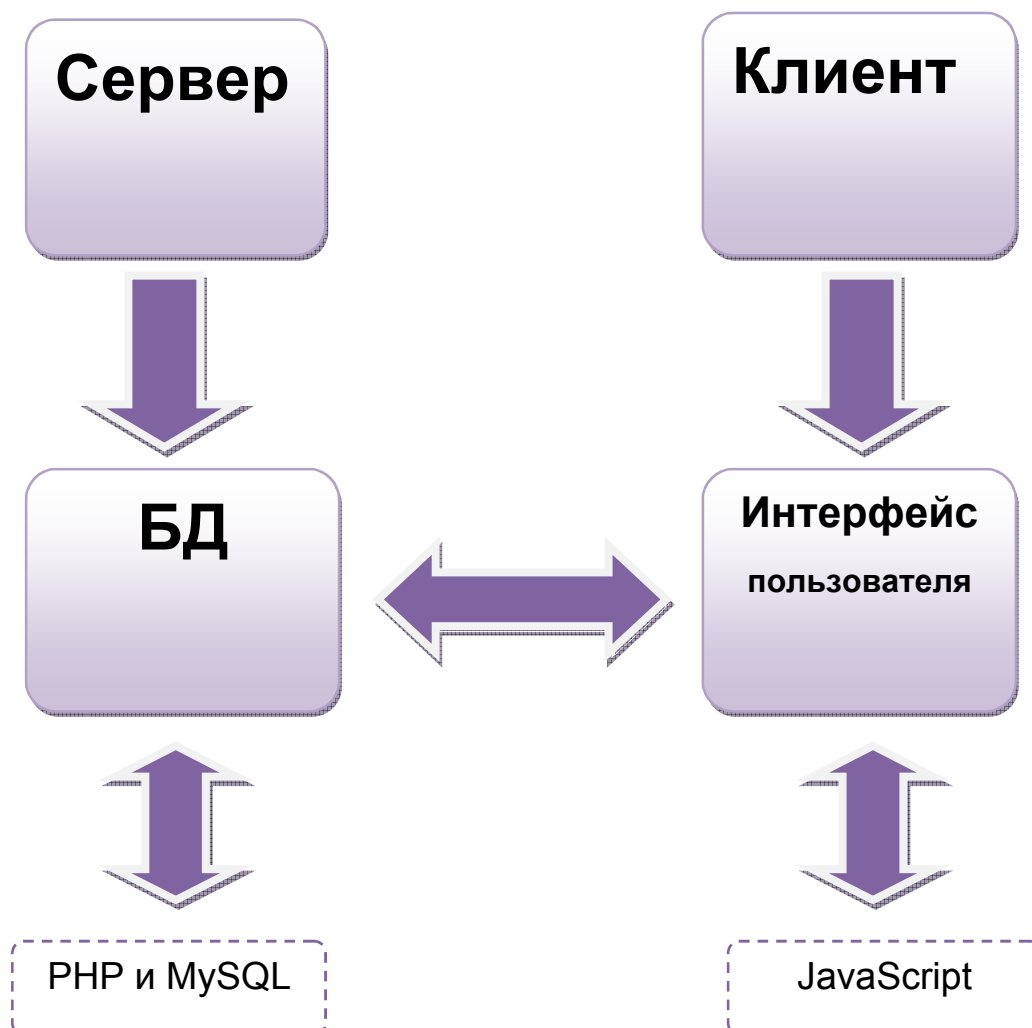 Сервер
Клиент
БД
Интерфейс
пользователя
PHP и MySQL
JavaScript